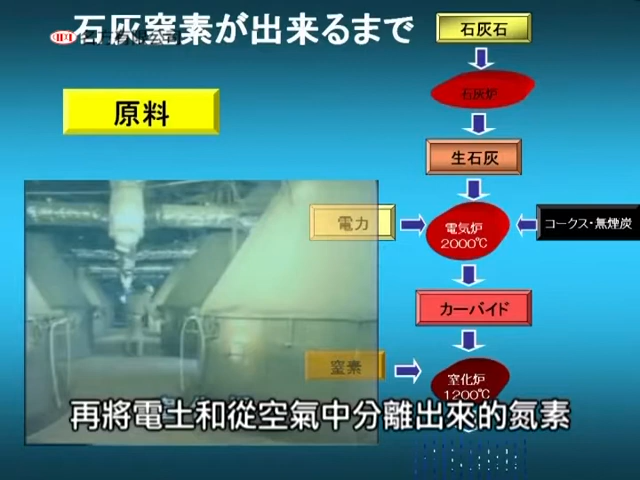 石灰窒素が出来るまで
石灰石
石灰炉
原料
生石灰
電力
電気炉
2000℃
コークス・無煙炭
カーバイド
窒素
窒化炉
1200℃
再將電土和從空氣中分離出來的氮素